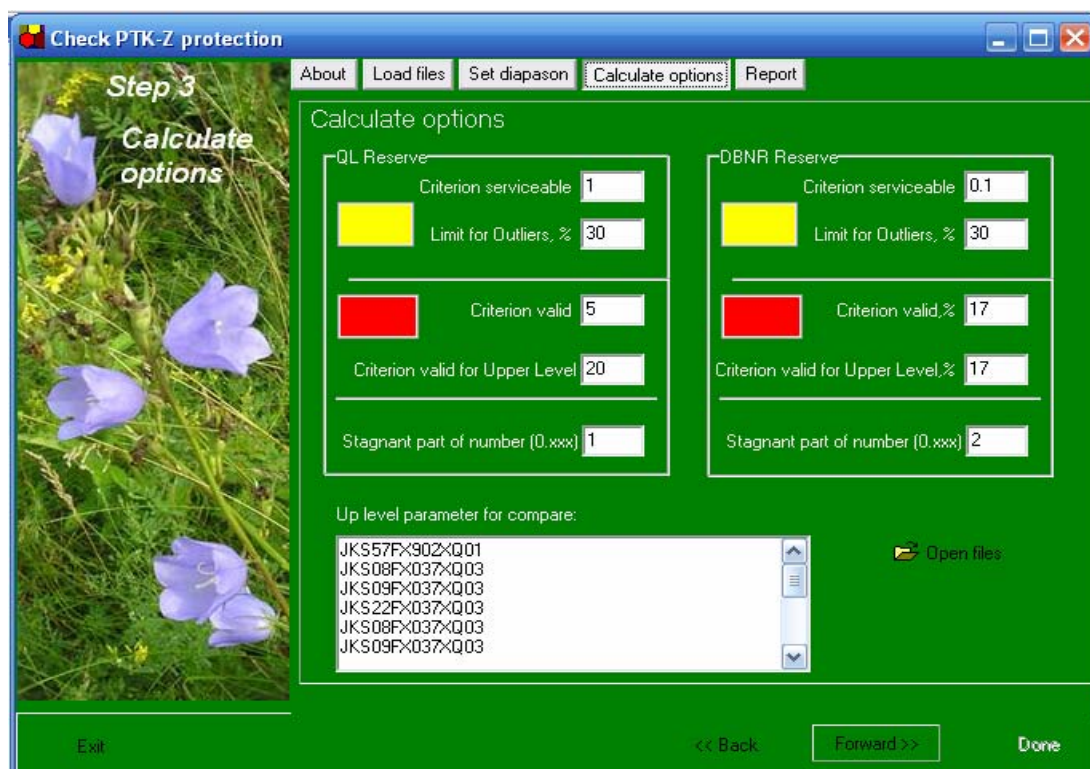 Check PTK-Z protection
Step 3
Calculate
options
About Load files Set diapason Calculate options Report
Calculate options
QL Reserve
Criterion serviceable 1
Limit for Outliers, % 30
Criterion valid 5
Criterion valid for Upper Level 20
Stagnant part of number (0.xxx) 1
DBNR Reserve
Criterion serviceable 0.1
Limit for Outliers, % 30
Criterion valid,% 17
Criterion valid for Upper Level,% 17
Stagnant part of number (0.xxx) 2
Up level parameter for compare:
JKS57FX902XQ01
JKS08FX037XQ03
JKS09FX037XQ03
JKS22FX037XQ03
JKS08FX037XQ03
JKS09FX037XQ03
Open files
Exit << Back Forward >> Done